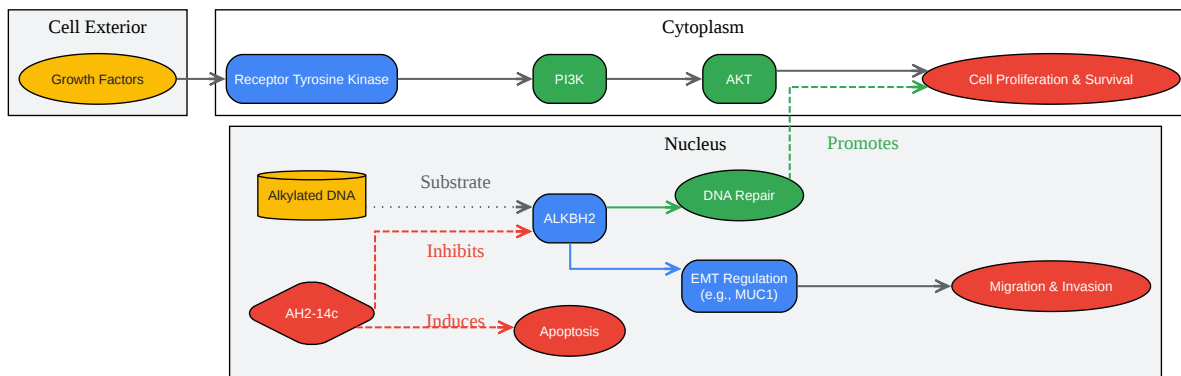 Cell Exterior
Cytoplasm
Growth Factors
Receptor Tyrosine Kinase
PI3K
AKT
Cell Proliferation & Survival
Nucleus
Promotes
Alkylated DNA
Substrate
ALKBH2
DNA Repair
Inhibits
EMT Regulation
(e.g., MUC1)
Migration & Invasion
AH2-14c
Induces
Apoptosis